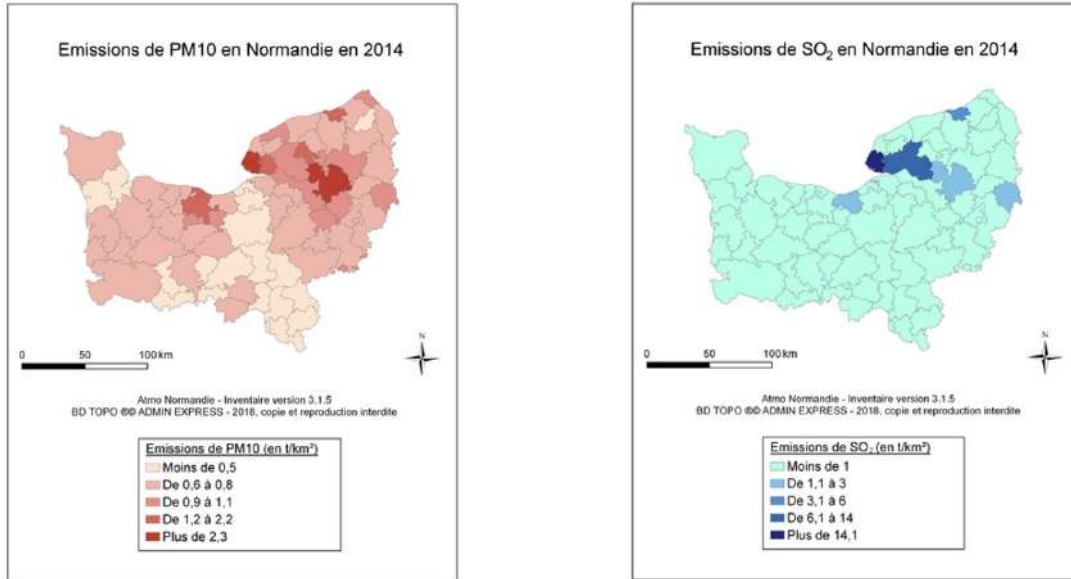 Emissions de PM10 en Normandie en 2014
N
0 50 100 km
Atmo Normandie - Inventaire version 3.1.5
BD TOPO ®© ADMIN EXPRESS - 2018, copie et reproduction interdite
Emissions de PM10 (en t/km²)
Moins de 0,5
De 0,6 à 0,8
De 0,9 à 1,1
De 1,2 à 2,2
Plus de 2,3
Emissions de SO₂ en Normandie en 2014
N
0 50 100 km
Atmo Normandie - Inventaire version 3.1.5
BD TOPO ®© ADMIN EXPRESS - 2018, copie et reproduction interdite
Emissions de SO₂ (en t/km²)
Moins de 1
De 1,1 à 3
De 3,1 à 6
De 6,1 à 14
Plus de 14,1